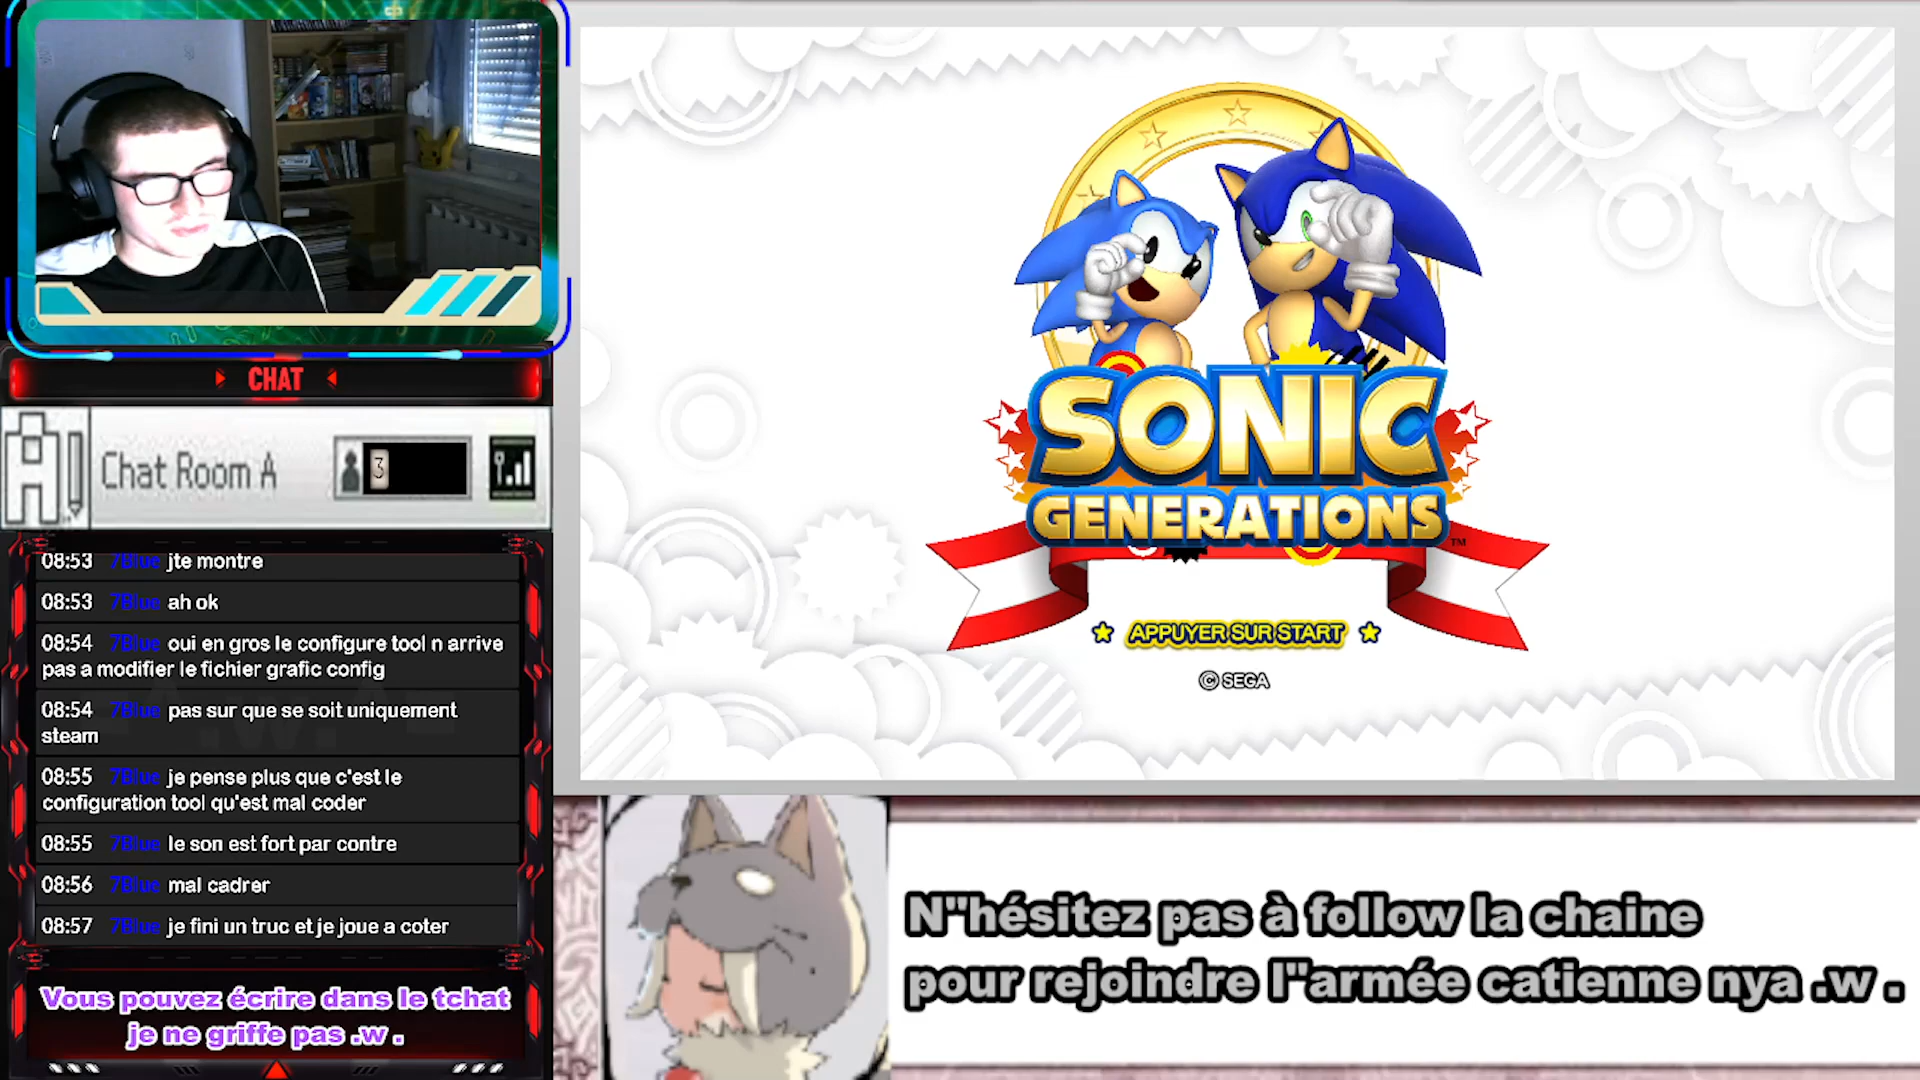 CHAT
Chat Room A
3
08:53 7Blue jte montre
08:53 7Blue ah ok
08:54 7Blue oui en gros le configure tool n arrive
pas a modifier le fichier grafic config
08:54 7Blue pas sur que se soit uniquement
steam
08:55 7Blue je pense plus que c'est le
configuration tool qu'est mal coder
08:55 7Blue le son est fort par contre
08:56 7Blue mal cadrer
08:57 7Blue je fini un truc et je joue a coter
Vous pouvez écrire dans le tchat
je ne griffe pas .w .
SONIC
GENERATIONS
TM
APPUYER SUR START
© SEGA
N"hésitez pas à follow la chaine
pour rejoindre l"armée catienne nya .w .